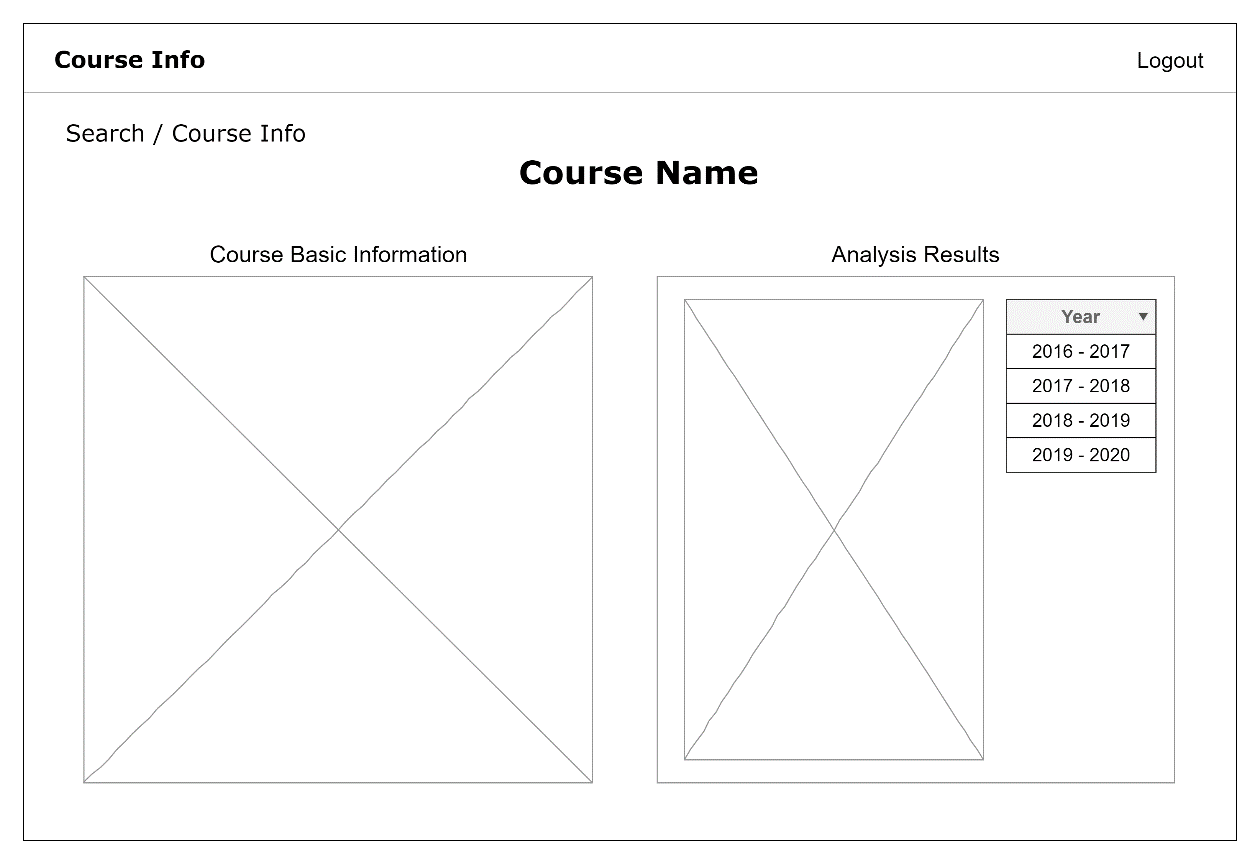 Course Info
Logout
Search / Course Info
Course Name
Course Basic Information
Analysis Results
Year
2016 - 2017
2017 - 2018
2018 - 2019
2019 - 2020